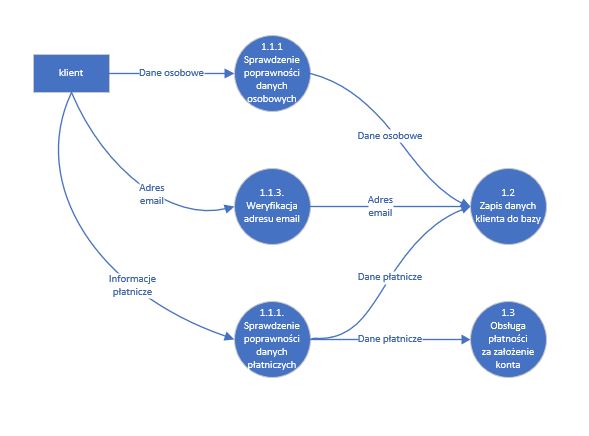 klient
Dane osobowe
1.1.1
Sprawdzenie
poprawności
danych
osobowych
Dane osobowe
Adres
email
1.1.3.
Weryfikacja
adresu email
Adres
email
1.2
Zapis danych
klienta do bazy
Informacje
płatnicze
Dane płatnicze
1.1.1.
Sprawdzenie
poprawności
danych
płatniczych
Dane płatnicze
1.3
Obsługa
płatności
za założenie
konta